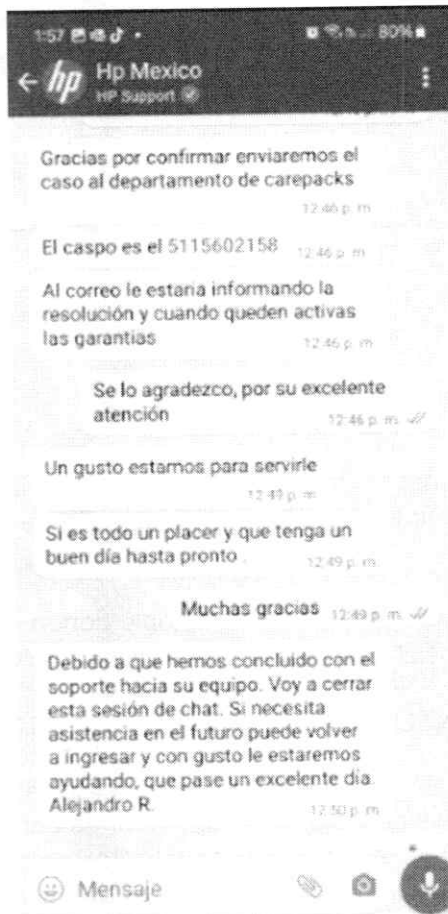 1:57
80%
hp Hp Mexico
HP Support
Gracias por confirmar enviaremos el
caso al departamento de carepacks
12:46 p. m.
El caspo es el 5115602158 12:46 p. m.
Al correo le estaria informando la
resolución y cuando queden activas
las garantias 12:46 p. m.
Se lo agradezco, por su excelente
atención 12:46 p. m.
Un gusto estamos para servirle
12:49 p. m.
Si es todo un placer y que tenga un
buen día hasta pronto . 12:49 p. m.
Muchas gracias 12:49 p. m.
Debido a que hemos concluido con el
soporte hacia su equipo. Voy a cerrar
esta sesión de chat. Si necesita
asistencia en el futuro puede volver
a ingresar y con gusto le estaremos
ayudando, que pase un excelente día.
Alejandro R. 12:50 p. m.
Mensaje